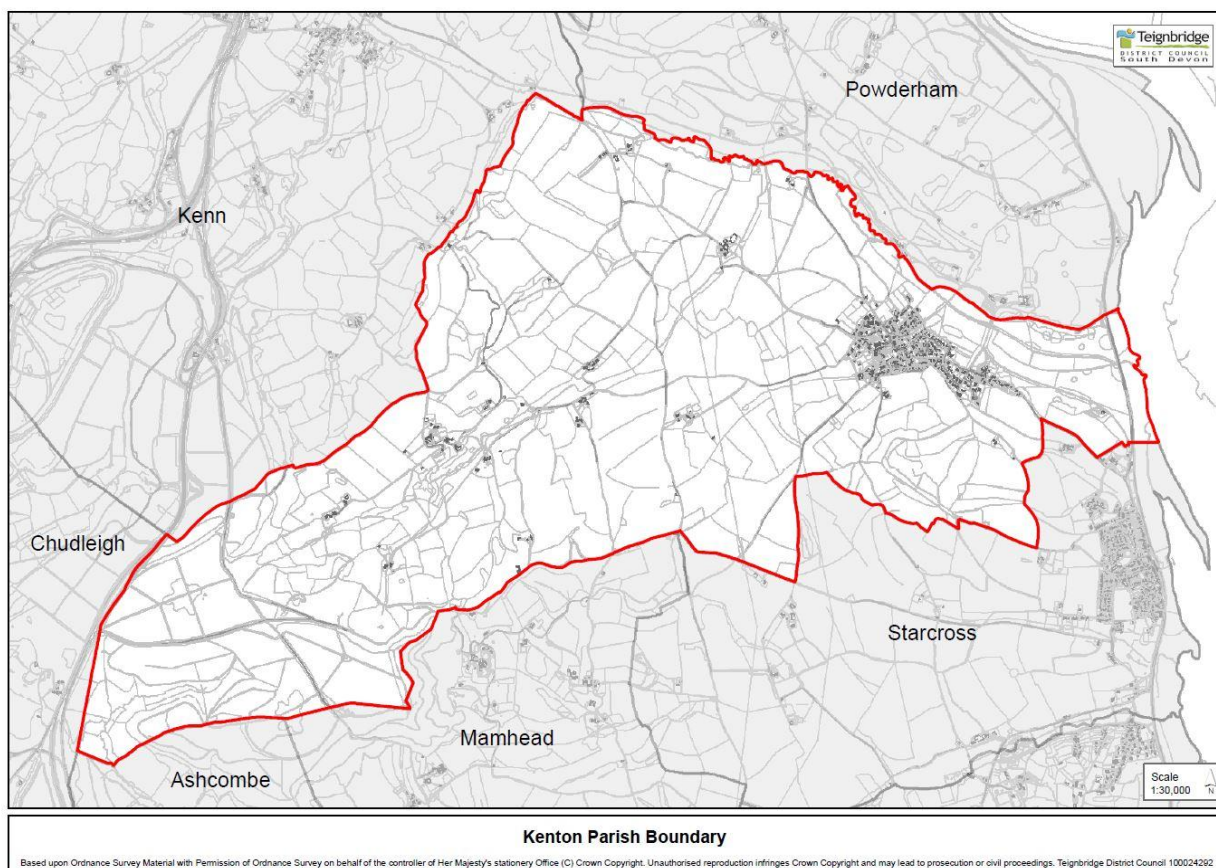 Teignbridge
DISTRICT COUNCIL
South Devon
Powderham
Kenn
Chudleigh
Starcross
Mamhead
Ashcombe
Scale
1:30,000
N
Kenton Parish Boundary
Based upon Ordnance Survey Material with Permission of Ordnance Survey on behalf of the controller of Her Majesty's stationery Office (C) Crown Copyright. Unauthorised reproduction infringes Crown Copyright and may lead to prosecution or civil proceedings. Teignbridge District Council 100024292